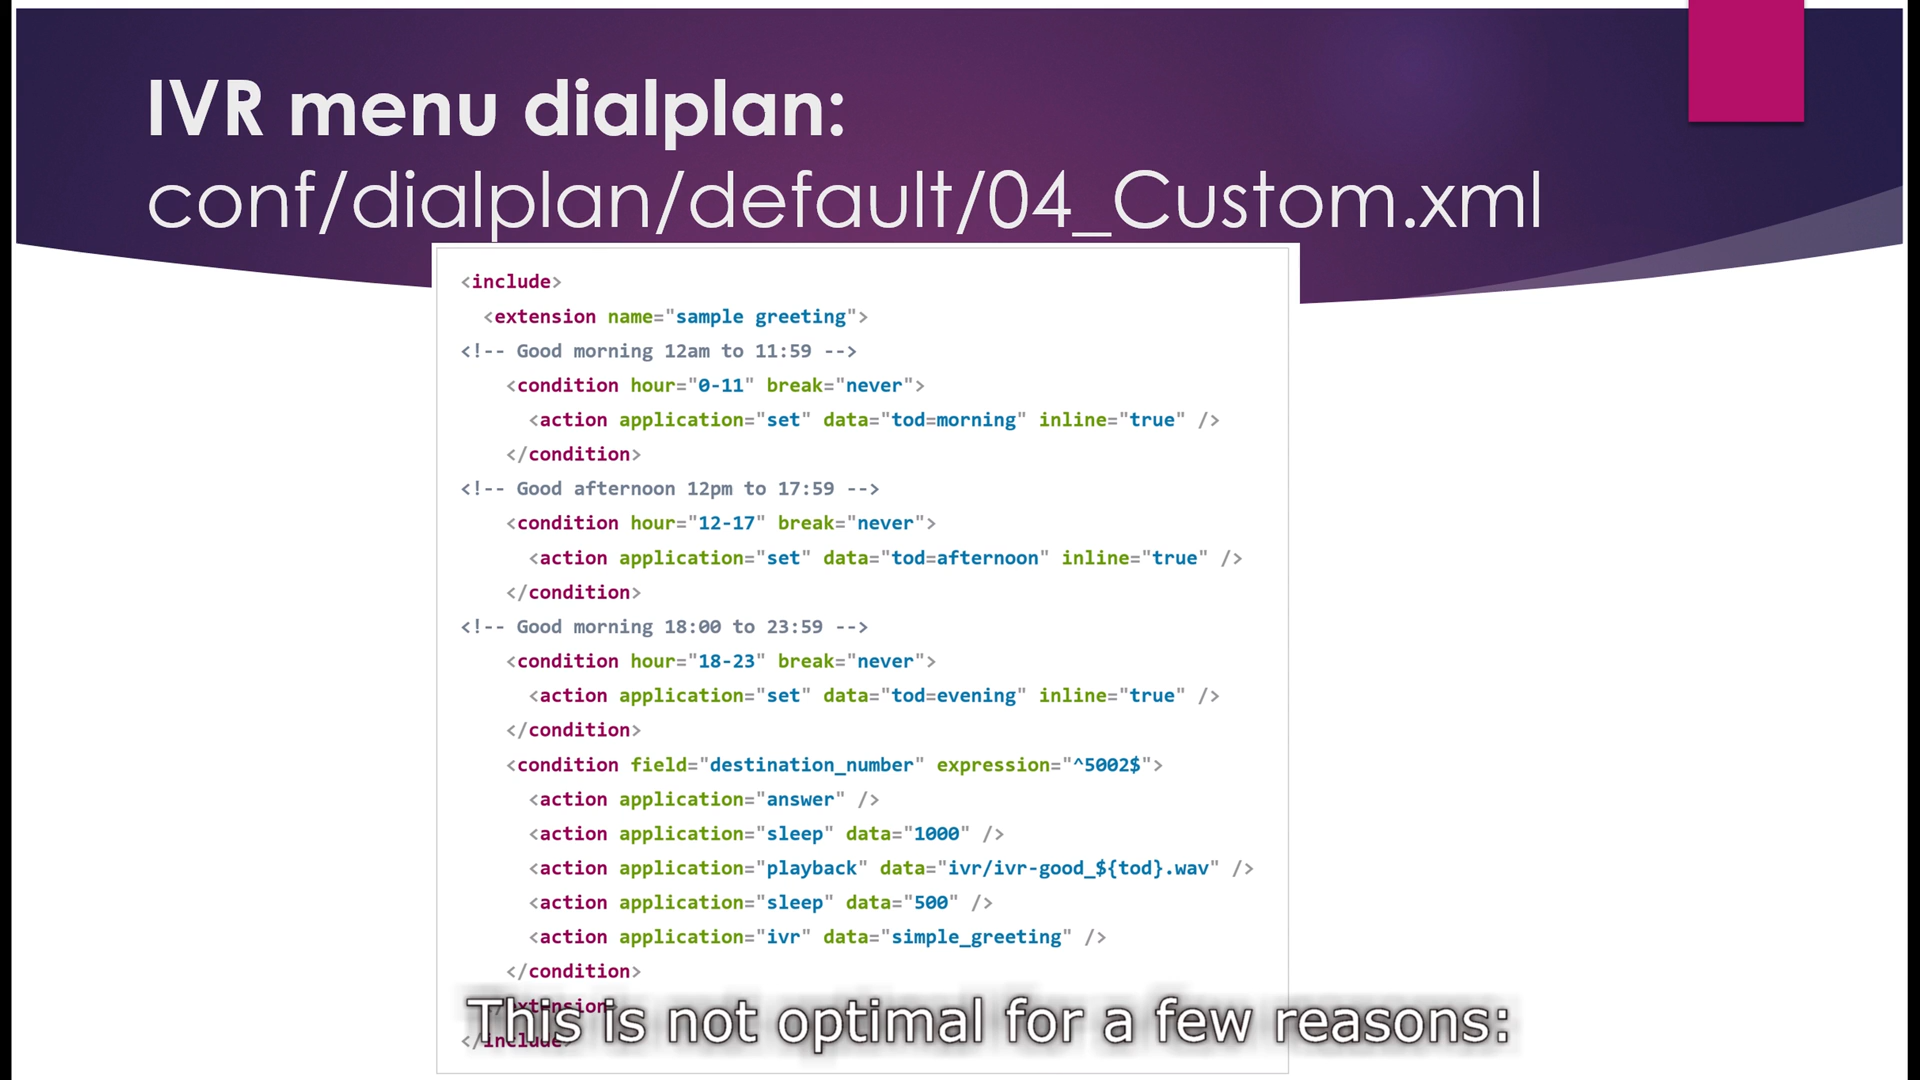 IVR menu dialplan:
conf/dialplan/default/04_Custom.xml
<include>
<extension name="sample greeting">
<!-- Good morning 12am to 11:59 -->
<condition hour="0-11" break="never">
<action application="set" data="tod=morning" inline="true" />
</condition>
<!-- Good afternoon 12pm to 17:59 -->
<condition hour="12-17" break="never">
<action application="set" data="tod=afternoon" inline="true" />
</condition>
<!-- Good morning 18:00 to 23:59 -->
<condition hour="18-23" break="never">
<action application="set" data="tod=evening" inline="true" />
</condition>
<condition field="destination_number" expression="^5002$">
<action application="answer" />
<action application="sleep" data="1000" />
<action application="playback" data="ivr/ivr-good_${tod}.wav" />
<action application="sleep" data="500" />
<action application="ivr" data="simple_greeting" />
</condition>
</extension>
This is not optimal for a few reasons:
</include>